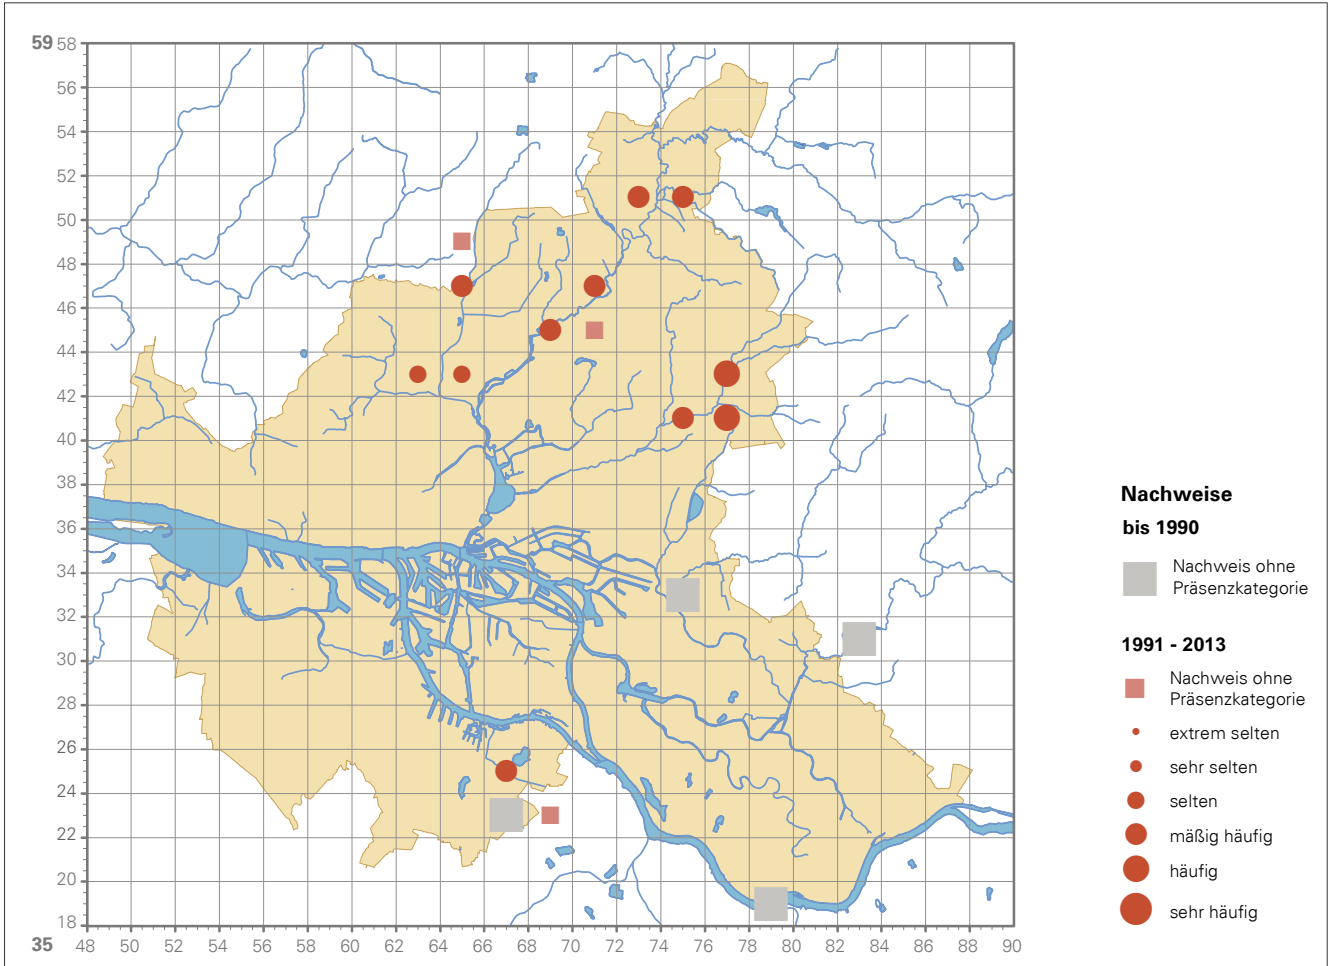 59 58
56
54
52
50
48
46
44
42
40
38
36
34
32
30
28
26
24
22
20
18
35
48 50 52 54 56 58 60 62 64 66 68 70 72 74 76 78 80 82 84 86 88 90
Nachweise
bis 1990
Nachweis ohne
Präsenzkategorie
1991 - 2013
Nachweis ohne
Präsenzkategorie
extrem selten
sehr selten
selten
mäßig häufig
häufig
sehr häufig